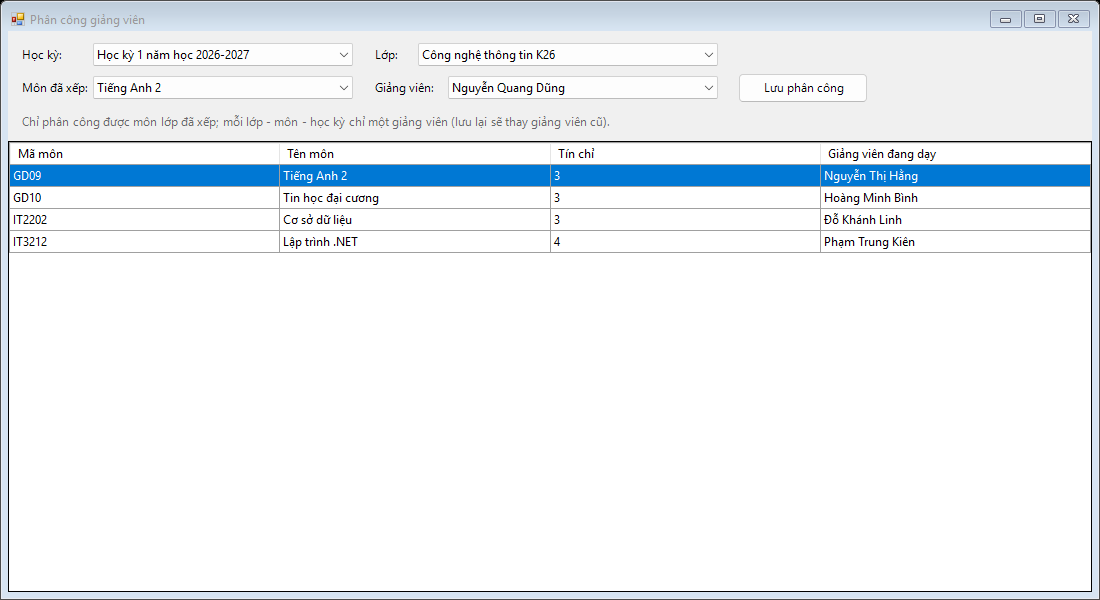 Phân công giảng viên
Học kỳ: Học kỳ 1 năm học 2026-2027 Lớp: Công nghệ thông tin K26
Môn đã xếp: Tiếng Anh 2 Giảng viên: Nguyễn Quang Dũng Lưu phân công
Chỉ phân công được môn lớp đã xếp; mỗi lớp - môn - học kỳ chỉ một giảng viên (lưu lại sẽ thay giảng viên cũ).
Mã môn Tên môn Tín chỉ Giảng viên đang dạy
GD09 Tiếng Anh 2 3 Nguyễn Thị Hằng
GD10 Tin học đại cương 3 Hoàng Minh Bình
IT2202 Cơ sở dữ liệu 3 Đỗ Khánh Linh
IT3212 Lập trình .NET 4 Phạm Trung Kiên